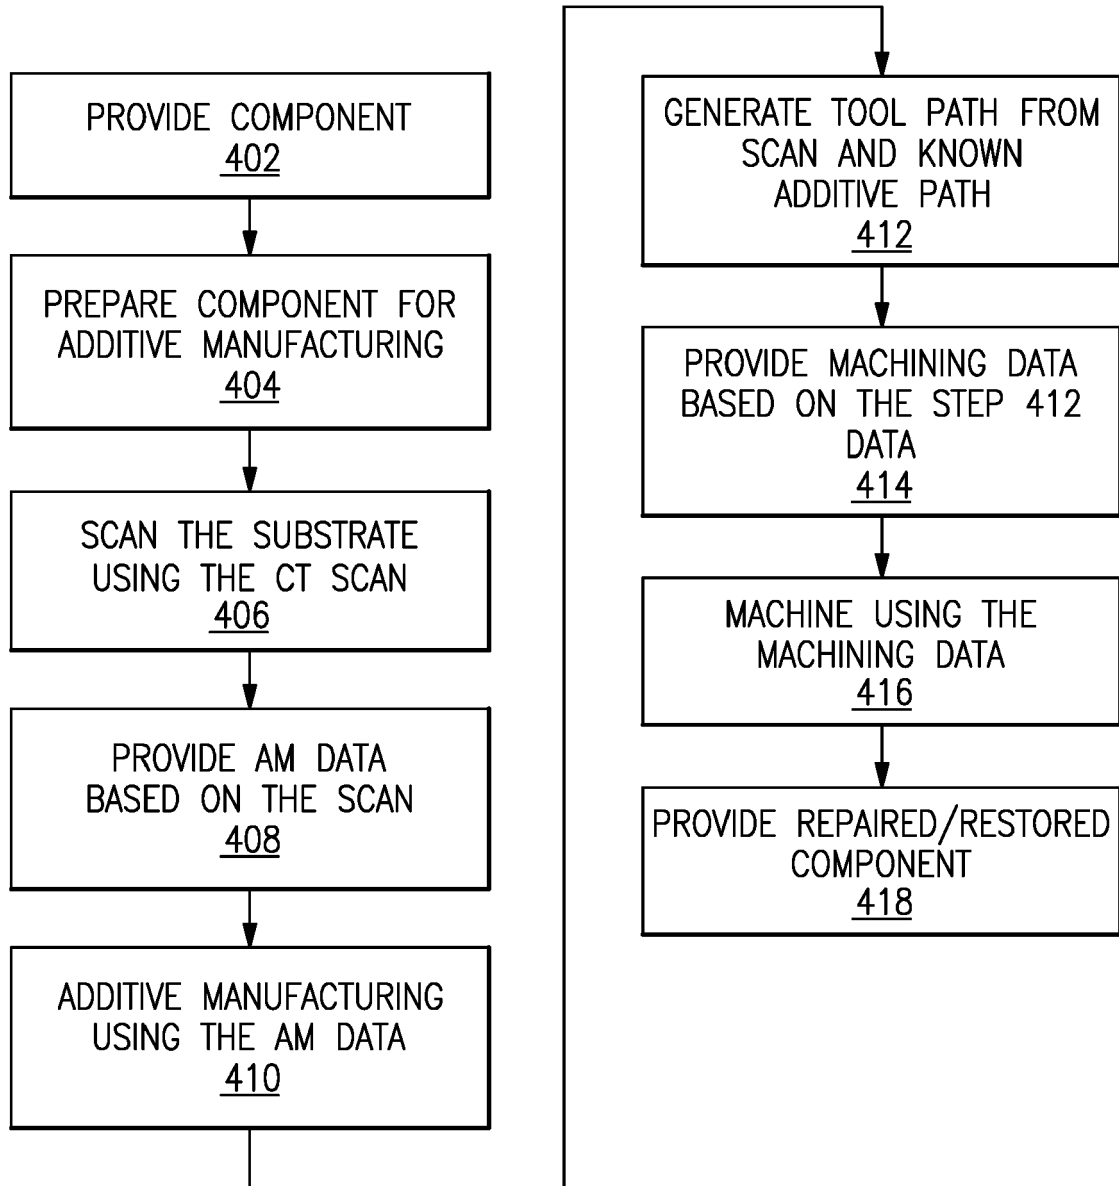 PROVIDE COMPONENT
402
PREPARE COMPONENT FOR
ADDITIVE MANUFACTURING
404
SCAN THE SUBSTRATE
USING THE CT SCAN
406
PROVIDE AM DATA
BASED ON THE SCAN
408
ADDITIVE MANUFACTURING
USING THE AM DATA
410
GENERATE TOOL PATH FROM
SCAN AND KNOWN
ADDITIVE PATH
412
PROVIDE MACHINING DATA
BASED ON THE STEP 412
DATA
414
MACHINE USING THE
MACHINING DATA
416
PROVIDE REPAIRED/RESTORED
COMPONENT
418